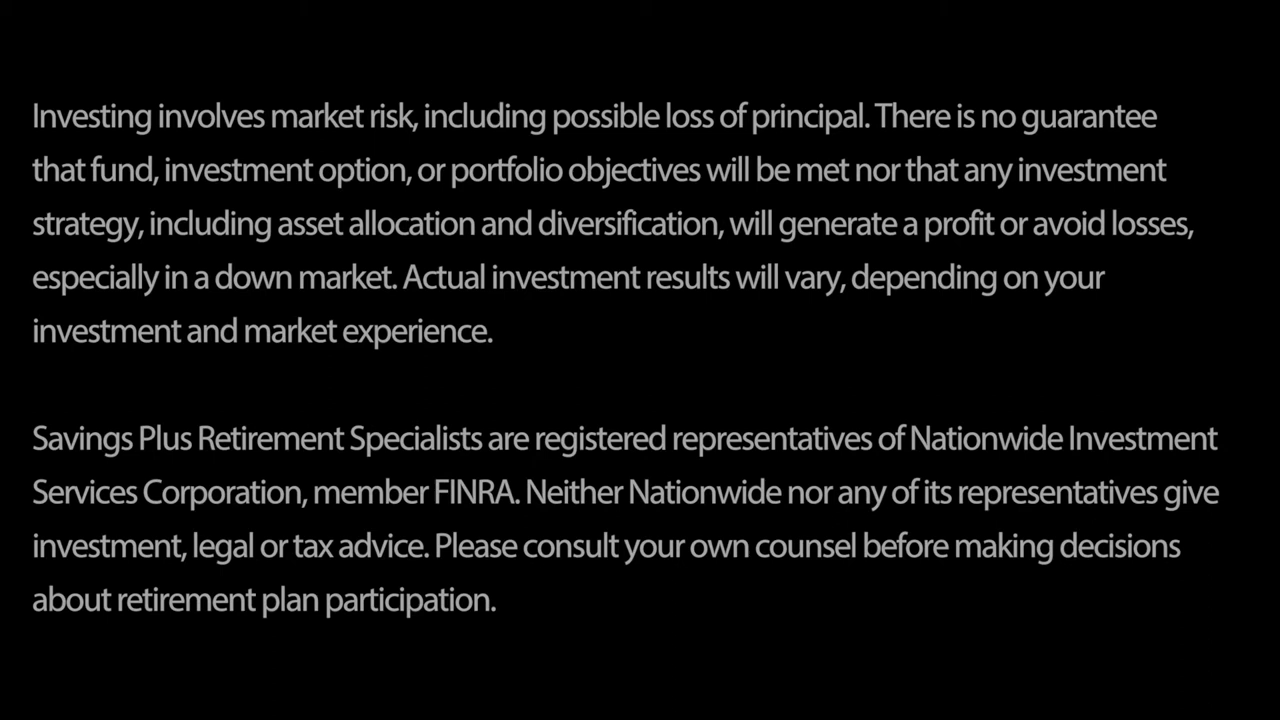 Investing involves market risk, including possible loss of principal. There is no guarantee
that fund, investment option, or portfolio objectives will be met nor that any investment
strategy, including asset allocation and diversification, will generate a profit or avoid losses,
especially in a down market. Actual investment results will vary, depending on your
investment and market experience.
Savings Plus Retirement Specialists are registered representatives of Nationwide Investment
Services Corporation, member FINRA. Neither Nationwide nor any of its representatives give
investment, legal or tax advice. Please consult your own counsel before making decisions
about retirement plan participation.